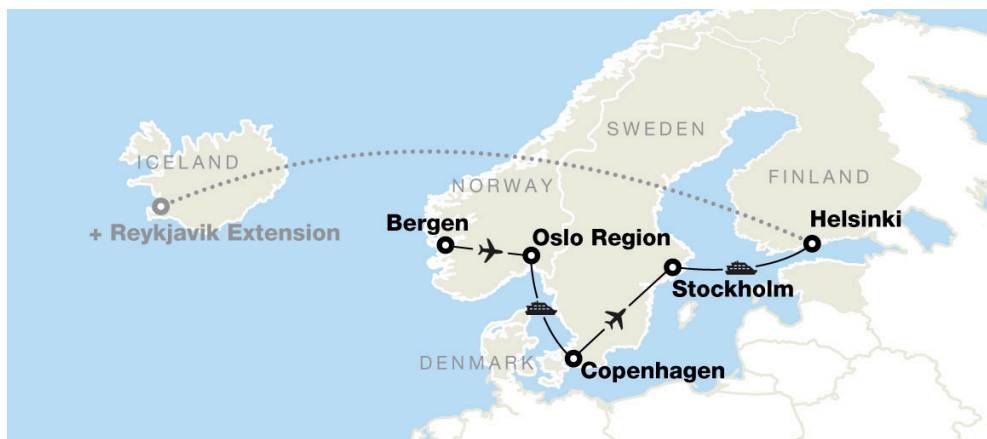 SWEDEN
ICELAND
NORWAY
FINLAND
Bergen
Helsinki
+ Reykjavik Extension
Oslo Region
Stockholm
DENMARK
Copenhagen